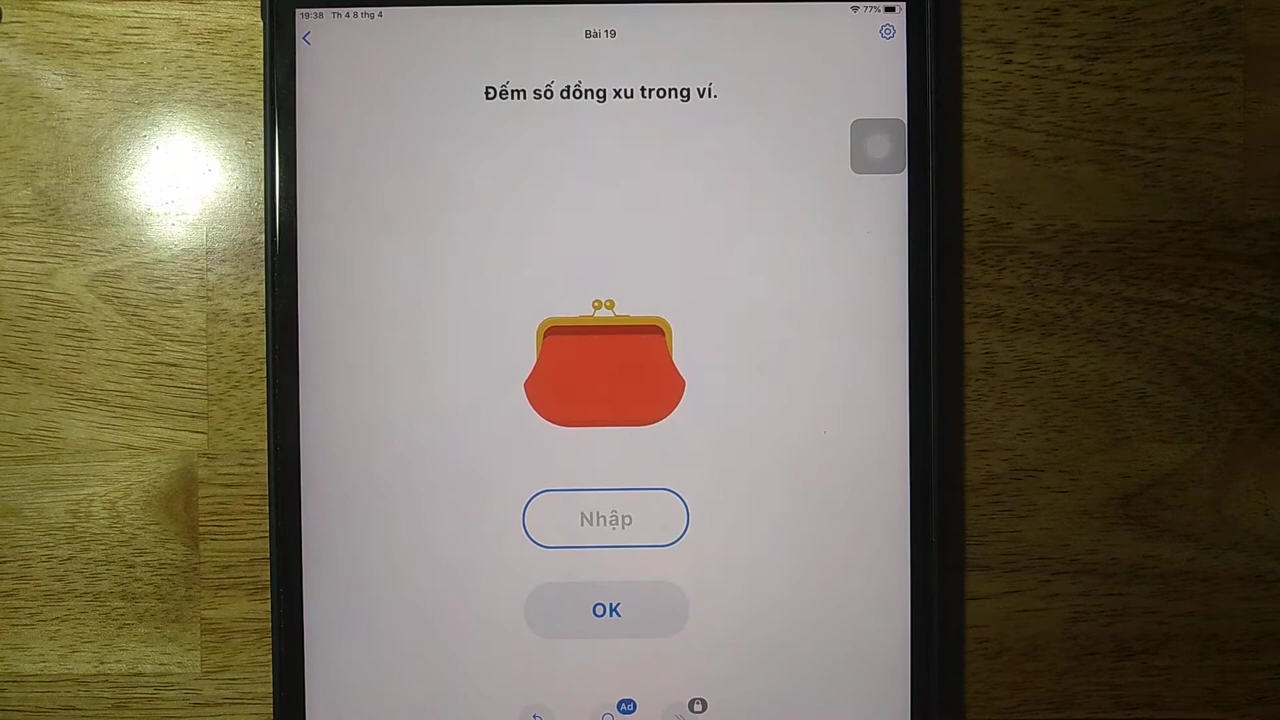 19:38 Th 4 8 thg 4
77%
Bài 19
Đếm số đồng xu trong ví.
Nhập
OK
Ad